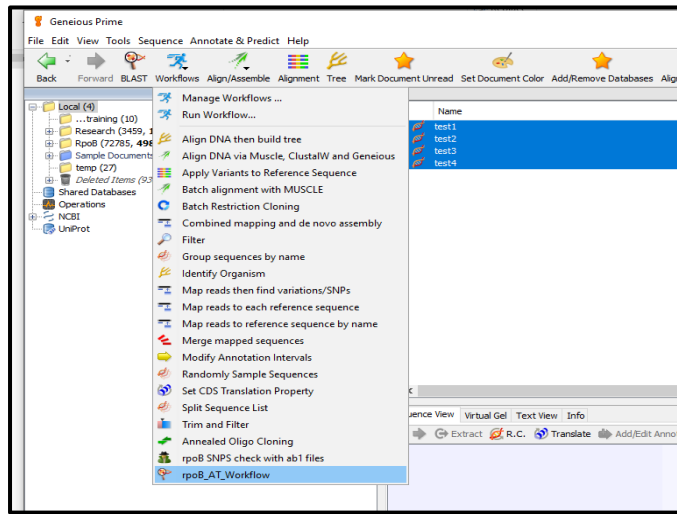 Geneious Prime
File Edit View Tools Sequence Annotate & Predict Help
Back Forward BLAST Workflows Align/Assemble Alignment Tree Mark Document Unread Set Document Color Add/Remove Databases
Local (4)
...training (10)
Research (3459,
RpoB (72785,
Sample Documents
temp (27)
Deleted Items (93
Shared Databases
Operations
NCBI
UniProt
Manage Workflows ...
Run Workflow...
Align DNA then build tree
Align DNA via Muscle, ClustalW and Geneious
Apply Variants to Reference Sequence
Batch alignment with MUSCLE
Batch Restriction Cloning
Combined mapping and de novo assembly
Filter
Group sequences by name
Identify Organism
Map reads then find variations/SNPs
Map reads to each reference sequence
Map reads to reference sequence by name
Merge mapped sequences
Modify Annotation Intervals
Randomly Sample Sequences
Set CDS Translation Property
Split Sequence List
Trim and Filter
Annealed Oligo Cloning
rpoB SNPS check with ab1 files
rpoB_AT_Workflow
Name
test1
test2
test3
test4
View Virtual Gel Text View Info
Extract R.C. Translate Add/Edit